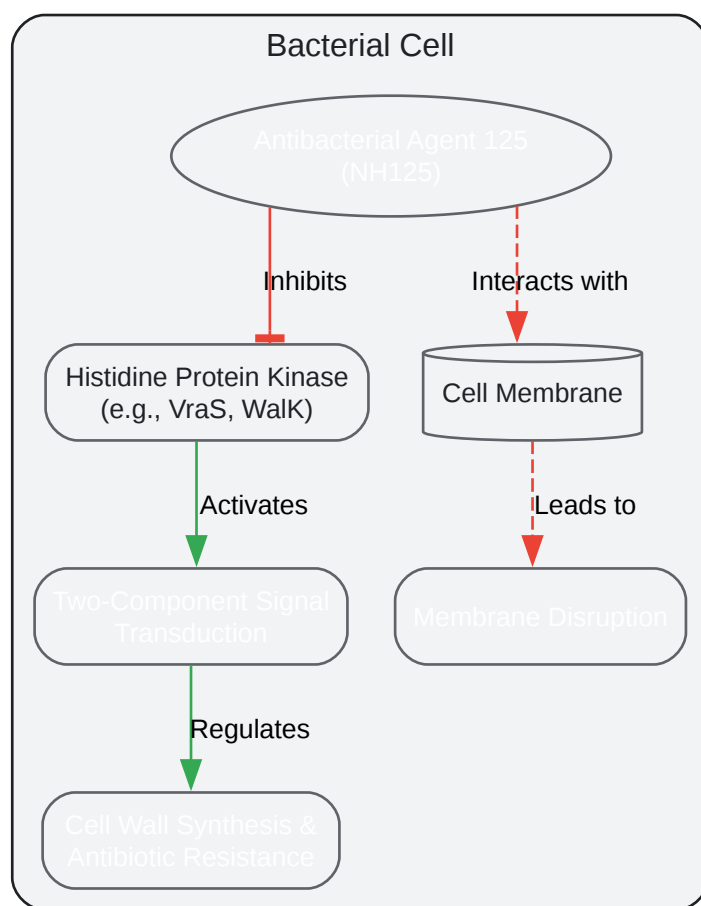 Bacterial Cell
Antibacterial Agent 125
(NH125)
Inhibits
Interacts with
Histidine Protein Kinase
(e.g., VraS, WalK)
Cell Membrane
Activates
Leads to
Two-Component Signal
Transduction
Membrane Disruption
Regulates
Cell Wall Synthesis &
Antibiotic Resistance